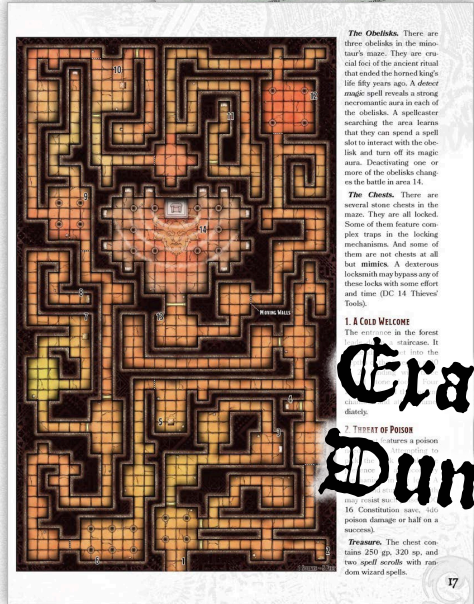 The Obelisks. There are
three obelisks in the mino-
taur's maze. They are cru-
cial foci of the ancient ritual
that ended the horned king's
life fifty years ago. A detect
magic spell reveals a strong
necromantic aura in each of
the obelisks. A spellcaster
searching the area learns
that they can spend a spell
slot to interact with the obe-
lisk and turn off its magic
aura. Deactivating one or
more of the obelisks chang-
es the battle in area 14.
The Chests. There are
several stone chests in the
maze. They are all locked.
Some of them feature com-
plex traps in the locking
mechanisms. And some of
them are not chests at all
but mimics. A dexterous
locksmith may bypass any of
these locks with some effort
and time (DC 14 Thieves'
Tools).
1. A Cold Welcome
The entrance in the forest
staircase. It
into the
diately.
2. Threat of Poison
features a poison
Attempting to
may resist
16 Constitution save, 4d6
poison damage or half on a
success).
Treasure. The chest con-
tains 250 gp, 320 sp, and
two spell scrolls with ran-
dom wizard spells.
17
Era
Dun
10
11
12
9
14
8
13
Moving Walls
7
4
5
3
6
1
2